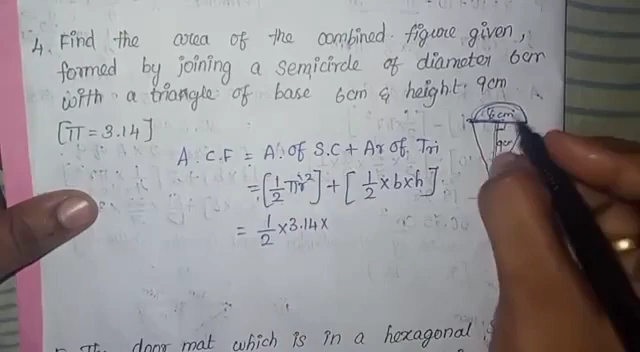 4. Find the area of the combined figure given,
formed by joining a semicircle of diameter 6cm
with a triangle of base 6cm & height 9cm
[π = 3.14]
6cm
9cm
A. C.F = A. of S.C + Ar of Tri
= [1/2 πr²] + [1/2 × b × h]
= 1/2 × 3.14 ×
door mat which is in a hexagonal